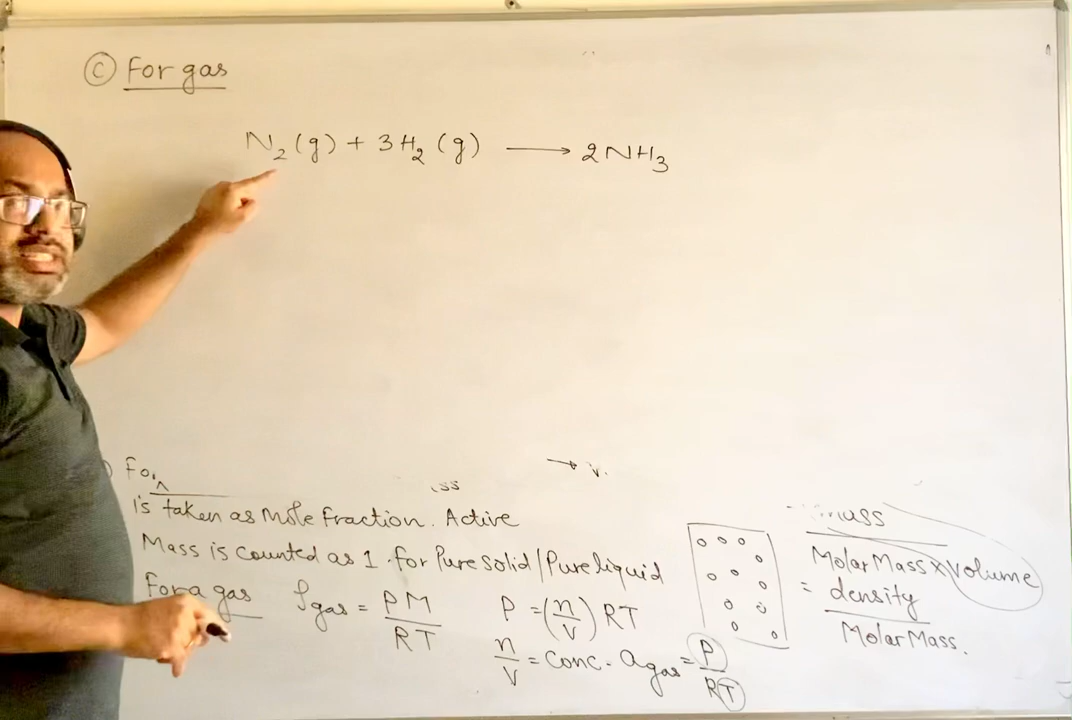 Ⓒ For gas
N₂(g) + 3H₂(g) ⟶ 2NH₃
is taken as mole fraction. Active
Mass is counted as 1. for Pure solid/Pure liquid
For a gas
ρgas = PM/RT
P = (n/V) RT
n/V = conc. agas = P/RT
mass
Molar Mass × Volume
= density
Molar Mass.